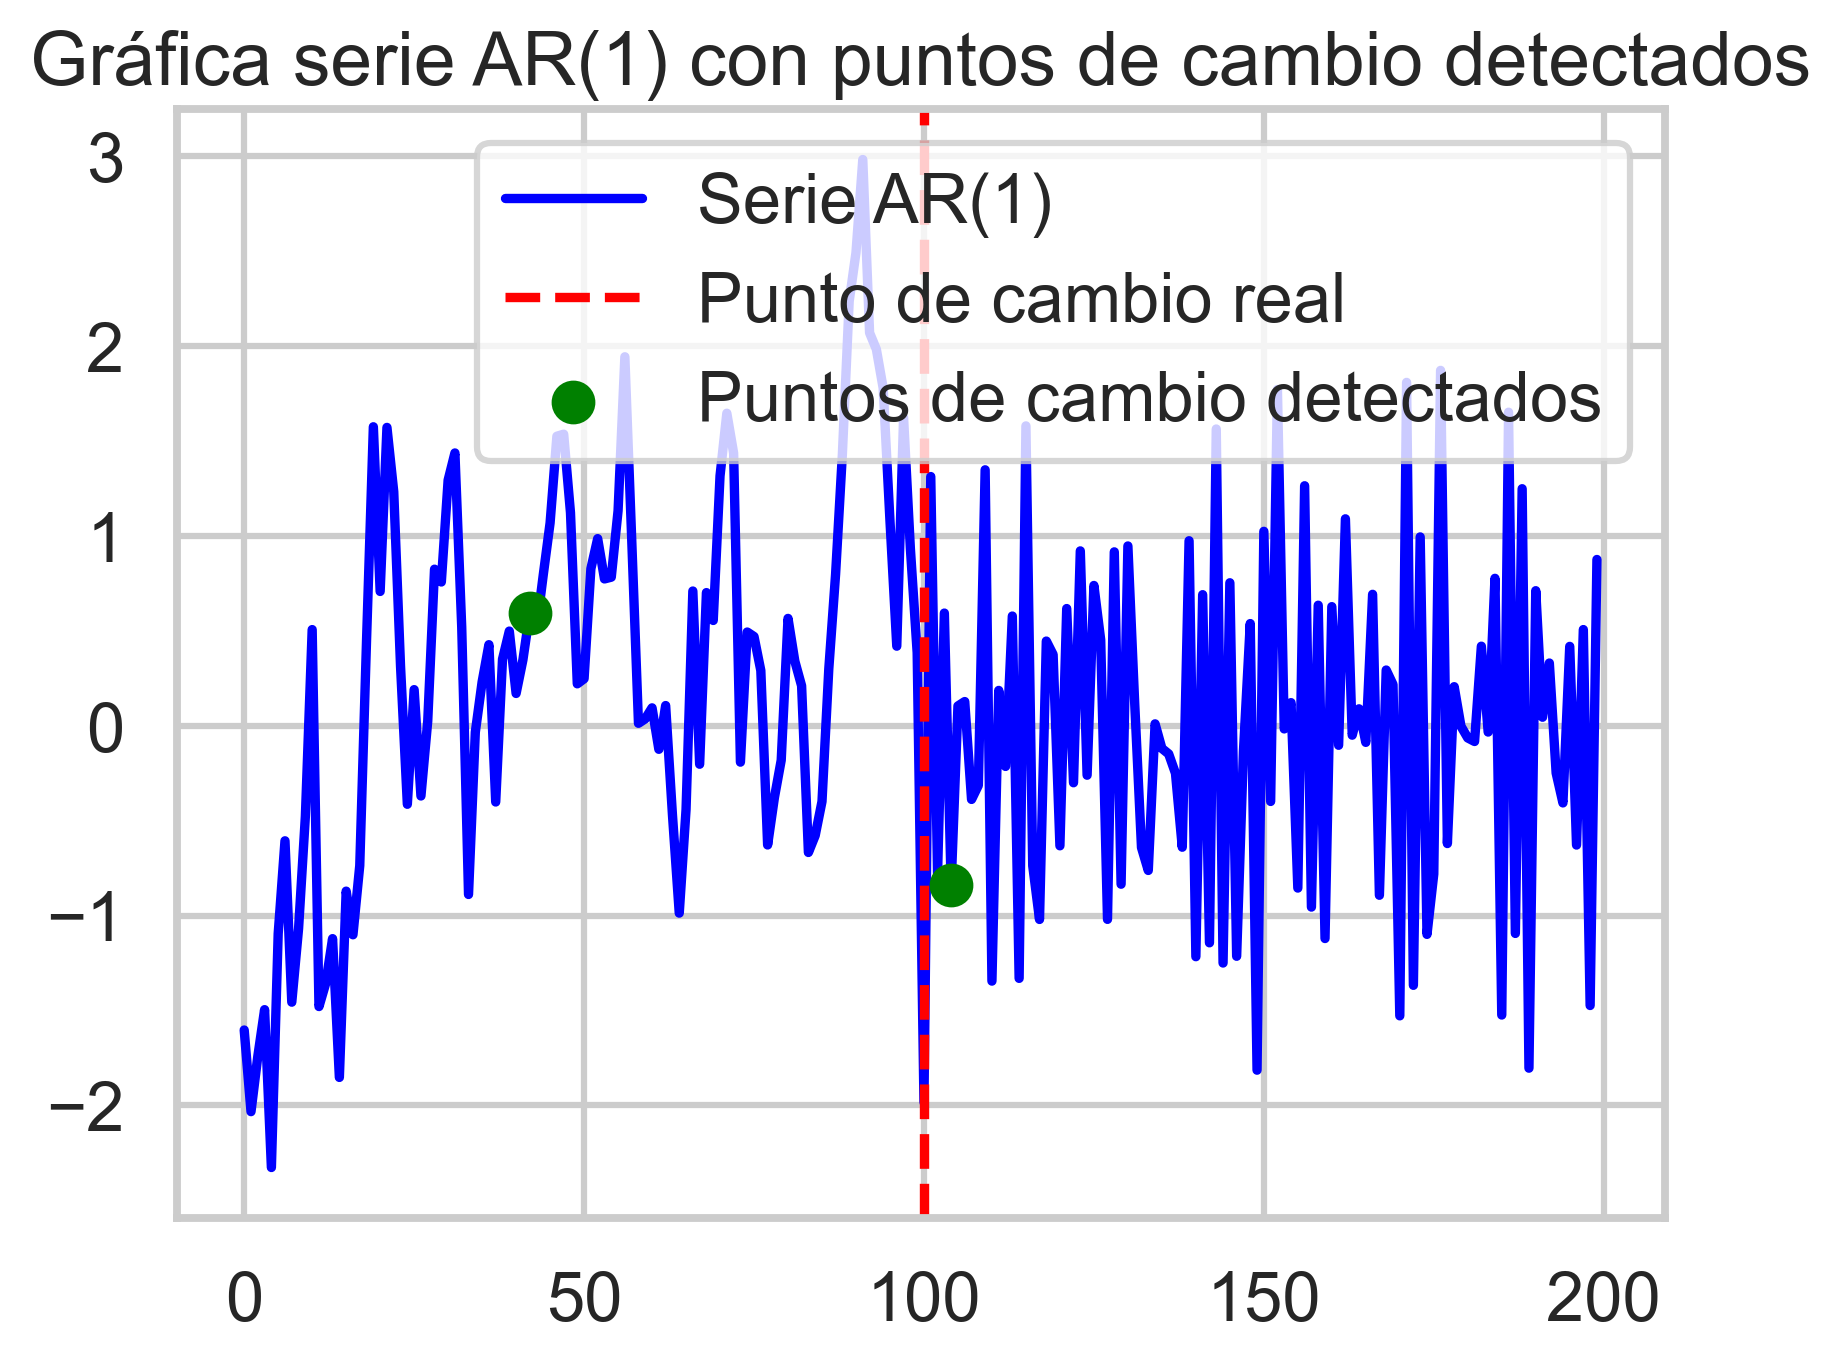 Gráfica serie AR(1) con puntos de cambio detectados
3
2
1
0
−1
−2
Serie AR(1)
Punto de cambio real
Puntos de cambio detectados
0 50 100 150 200